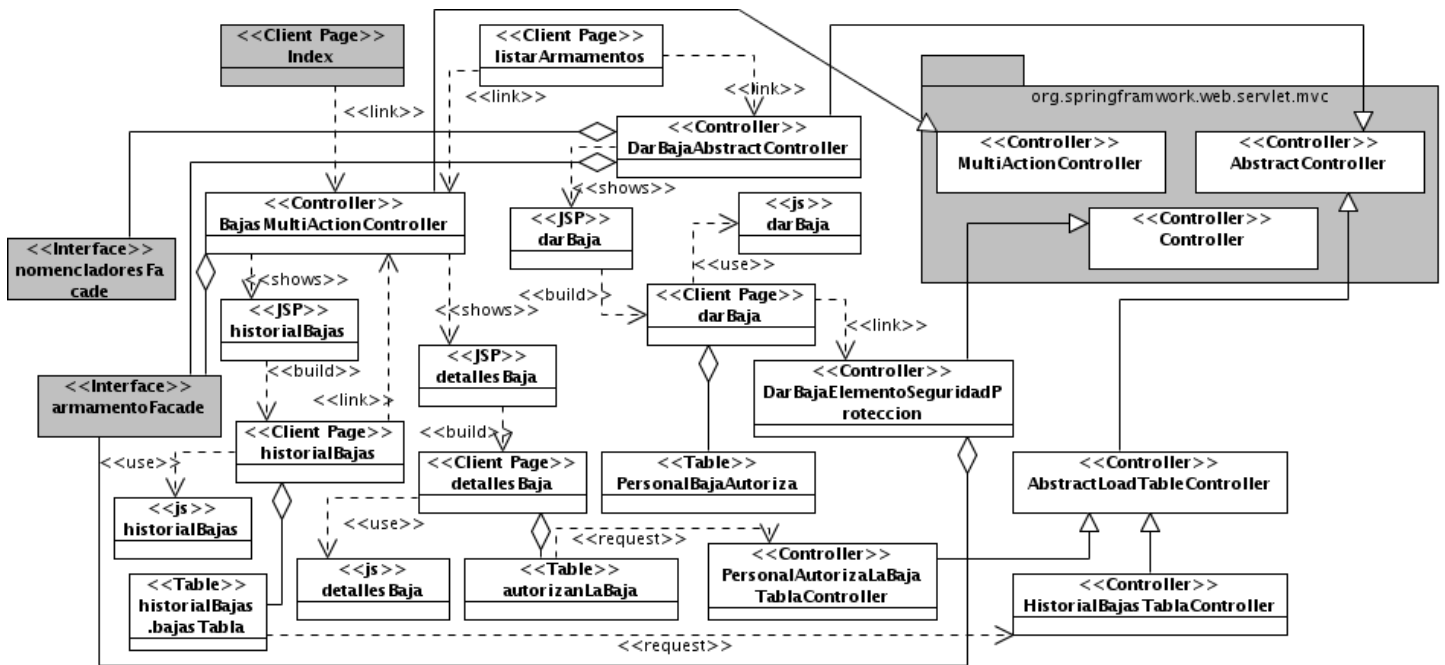 <<Client Page>>
Index
<<Client Page>>
listarArmamentos
<<link>>
<<link>>
<<link>>
org.springframwork.web.servlet.mvc
<<Controller>>
DarBajaAbstractController
<<Controller>>
MultiActionController
<<Controller>>
AbstractController
<<shows>>
<<Controller>>
BajasMultiActionController
<<JSP>>
darBaja
<<js>>
darBaja
<<Controller>>
Controller
<<Interface>>
nomencladoresFa
cade
<<use>>
<<shows>>
<<build>>
<<Client Page>>
darBaja
<<JSP>>
historialBajas
<<shows>>
<<link>>
<<JSP>>
detallesBaja
<<build>>
<<Controller>>
DarBajaElementoSeguridadP
roteccion
<<Interface>>
armamentoFacade
<<link>>
<<Client Page>>
historialBajas
<<build>>
<<use>>
<<Client Page>>
detallesBaja
<<Table>>
PersonalBajaAutoriza
<<Controller>>
AbstractLoadTableController
<<js>>
historialBajas
<<use>>
<<request>>
<<js>>
detallesBaja
<<Table>>
autorizanLaBaja
<<Controller>>
PersonalAutorizaLaBaja
TablaController
<<Table>>
historialBajas
.bajasTabla
<<Controller>>
HistorialBajasTablaController
<<request>>